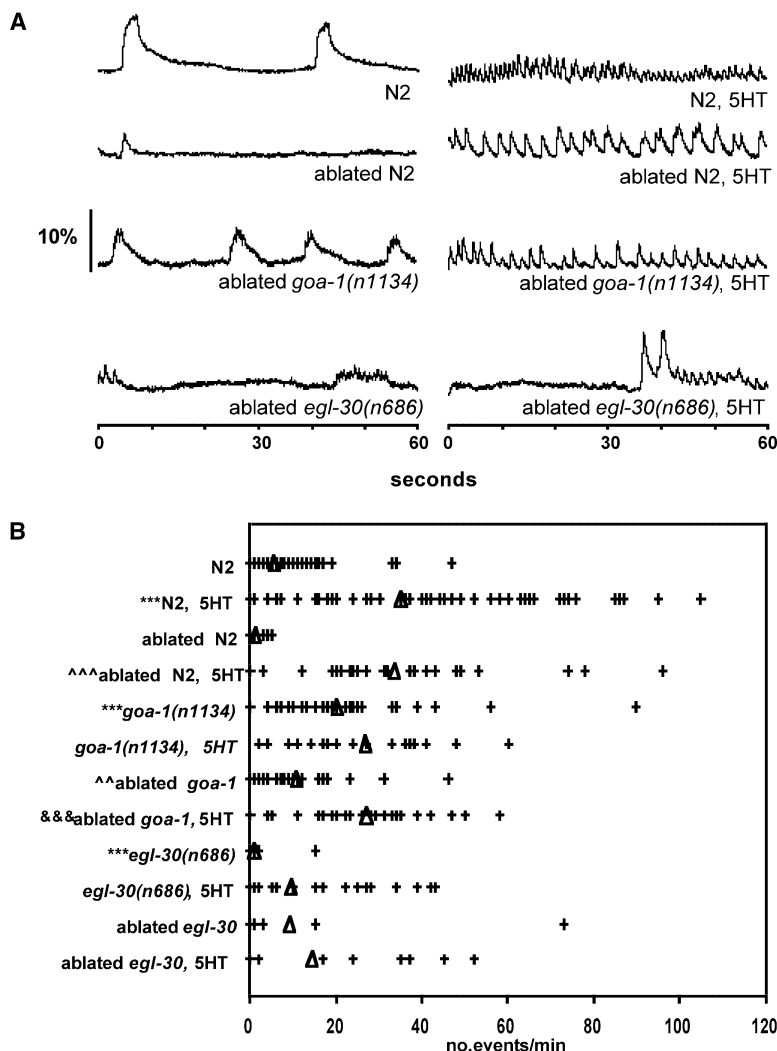 A
N2
N2, 5HT
ablated N2
ablated N2, 5HT
10%
ablated goa-1(n1134)
ablated goa-1(n1134), 5HT
ablated egl-30(n686)
ablated egl-30(n686), 5HT
0 30 60
0 30 60
seconds
B
N2
***N2, 5HT
ablated N2
^^^ablated N2, 5HT
***goa-1(n1134)
goa-1(n1134), 5HT
^^ablated goa-1
&&&ablated goa-1, 5HT
***egl-30(n686)
egl-30(n686), 5HT
ablated egl-30
ablated egl-30, 5HT
0 20 40 60 80 100 120
no.events/min